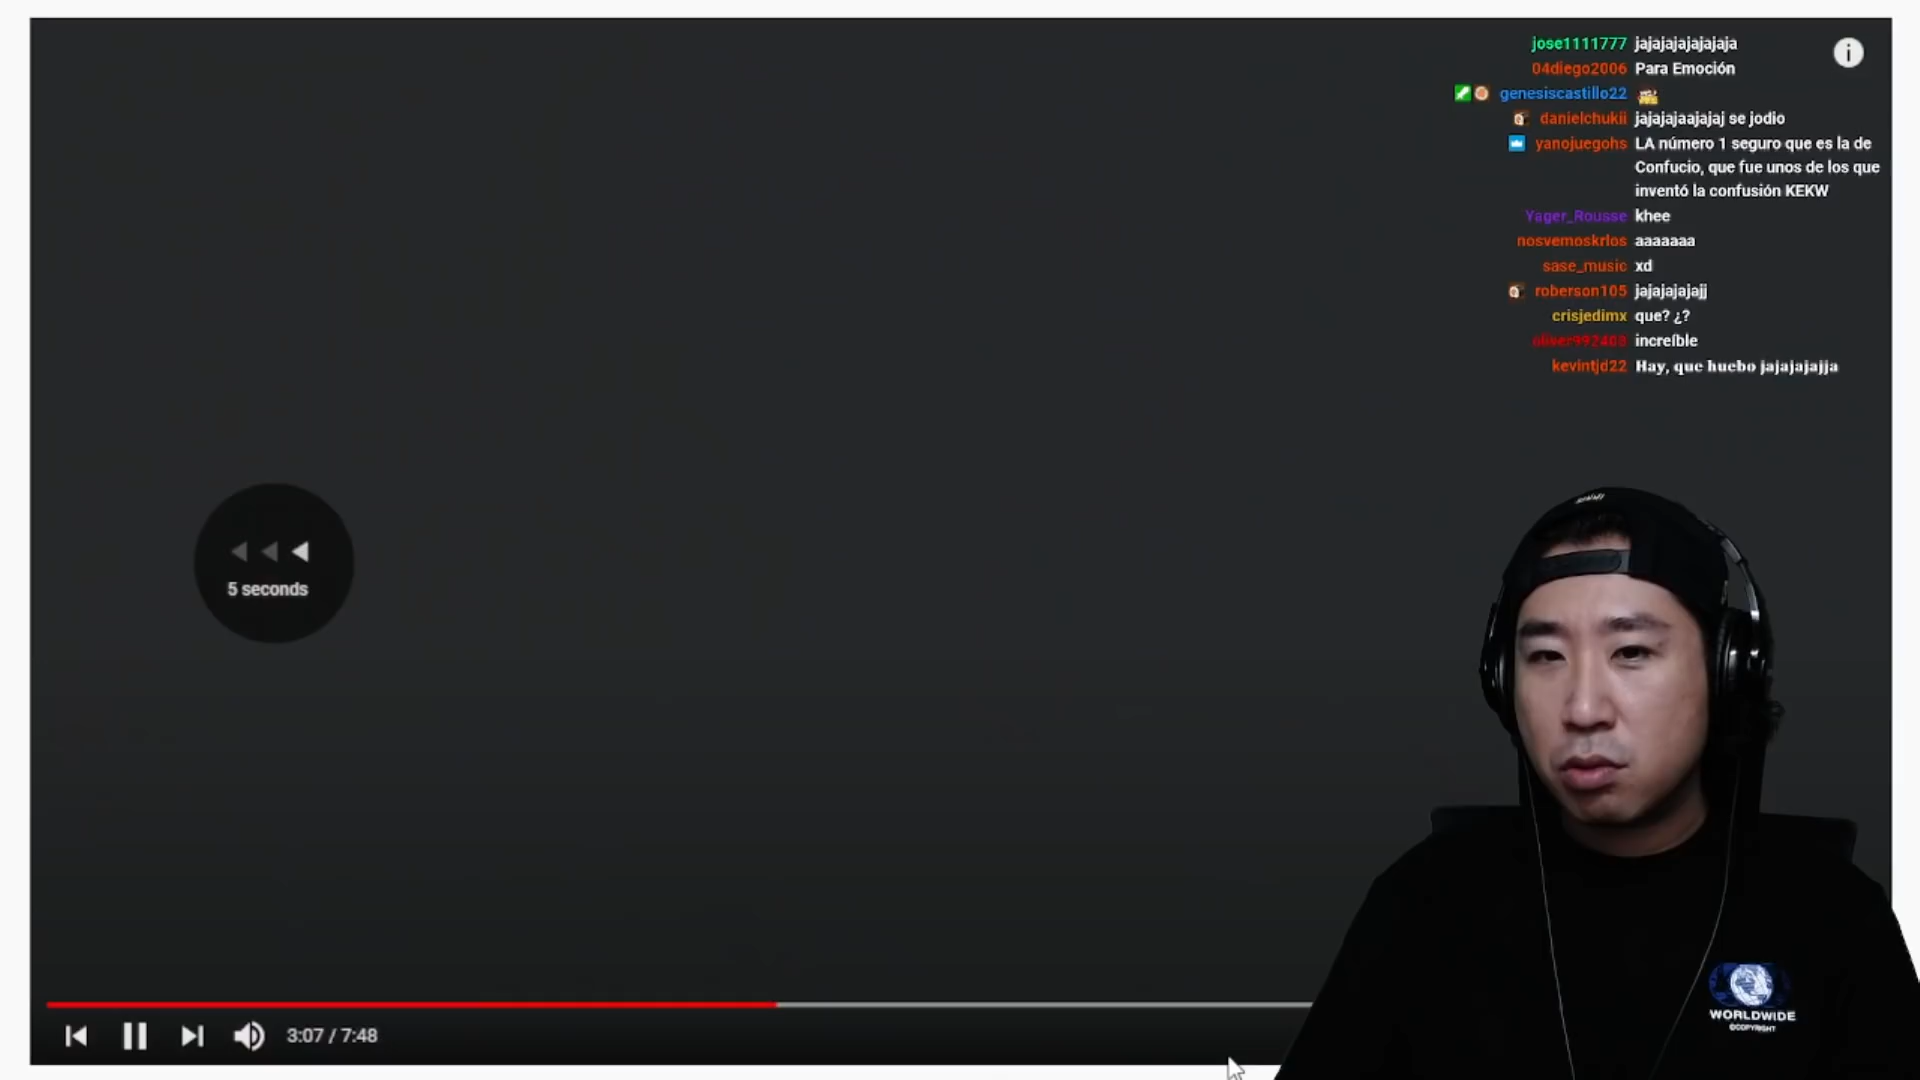 jose1111777 jajajajajajajaja
04diego2006 Para Emoción
genesiscastillo22
danielchukii jajajajaajajaj se jodio
yanojuegohs LA número 1 seguro que es la de
Confucio, que fue unos de los que
inventó la confusión KEKW
Yager_Rousse khee
nosvemoskrlos aaaaaaa
sase_music xd
roberson105 jajajajajajj
crisjedimx que? ¿?
increíble
kevintjd22 Hay, que huebo jajajajajja
5 seconds
3:07 / 7:48
WORLDWIDE
©COPYRIGHT